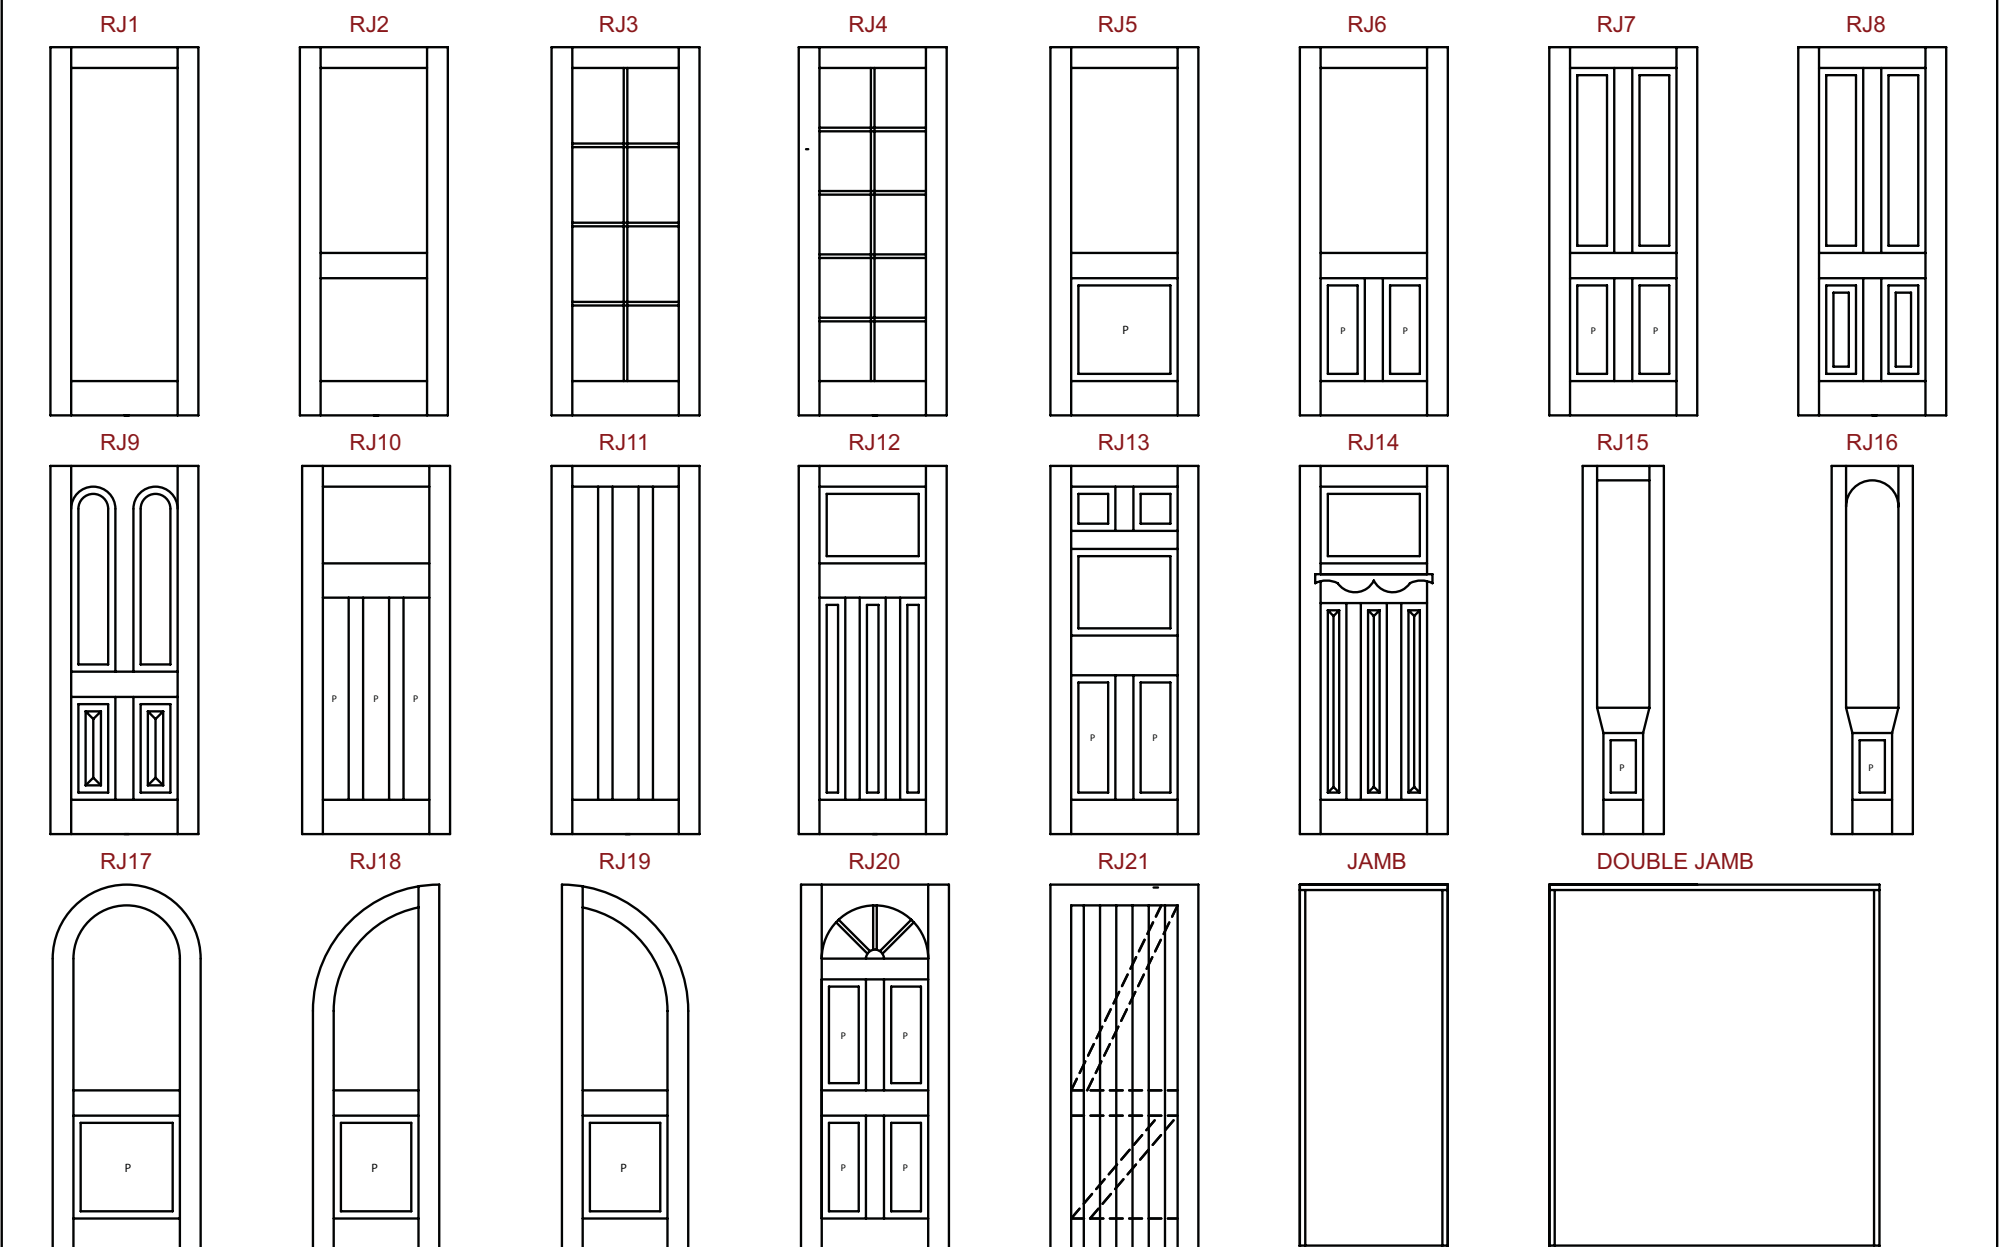 RJ1 RJ2 RJ3 RJ4 RJ5 RJ6 RJ7 RJ8
P P P P P
RJ9 RJ10 RJ11 RJ12 RJ13 RJ14 RJ15 RJ16
P P P
P P
P P
RJ17 RJ18 RJ19 RJ20 RJ21 JAMB DOUBLE JAMB
P P
P P P P P